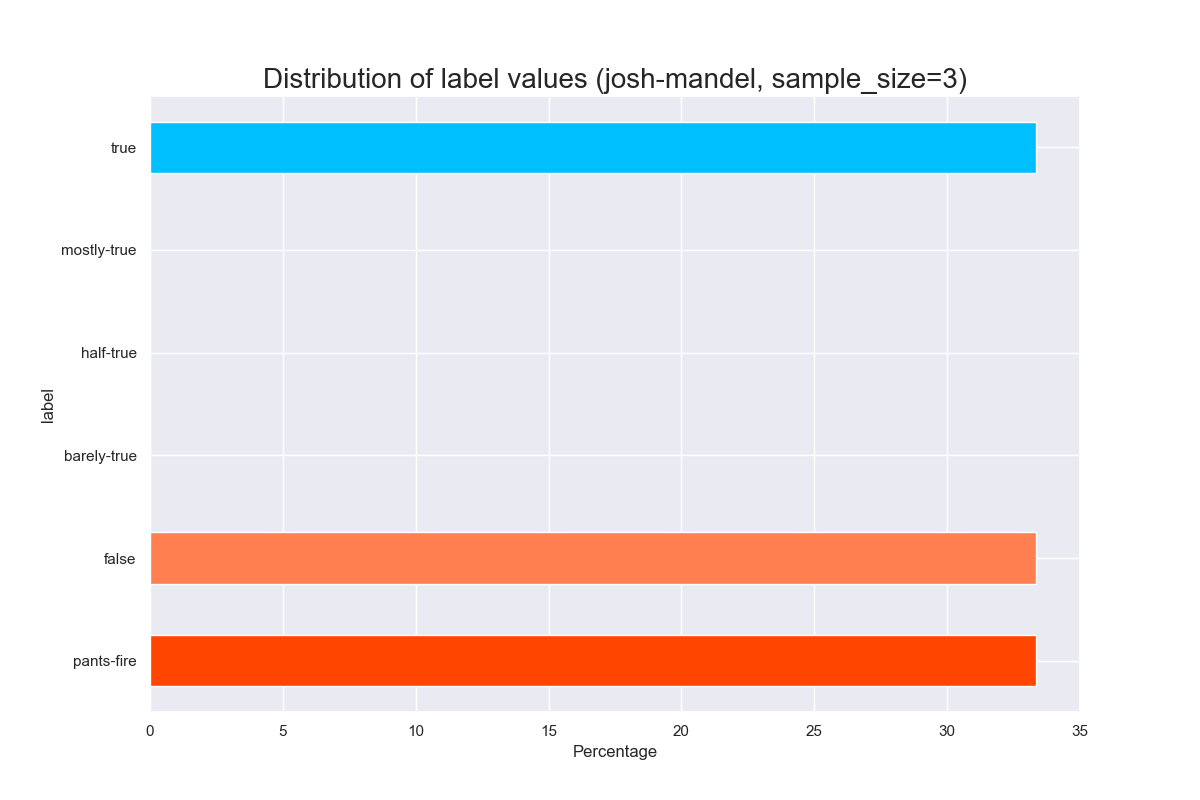 Distribution of label values (josh-mandel, sample_size=3)
true
mostly-true
half-true
label
barely-true
false
pants-fire
0 5 10 15 20 25 30 35
Percentage